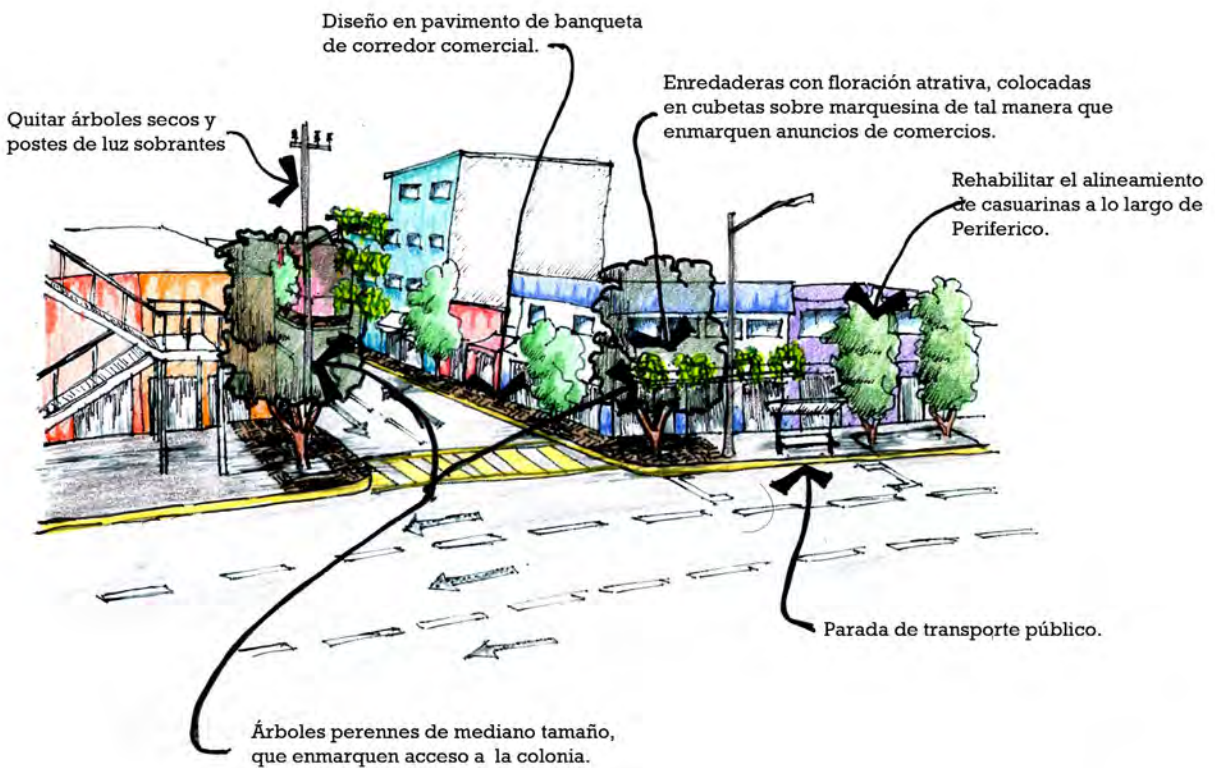 Diseño en pavimento de banqueta
de corredor comercial.
Enredaderas con floración atrativa, colocadas
en cubetas sobre marquesina de tal manera que
enmarquen anuncios de comercios.
Quitar árboles secos y
postes de luz sobrantes
Rehabilitar el alineamiento
de casuarinas a lo largo de
Periferico.
Parada de transporte público.
Árboles perennes de mediano tamaño,
que enmarquen acceso a la colonia.